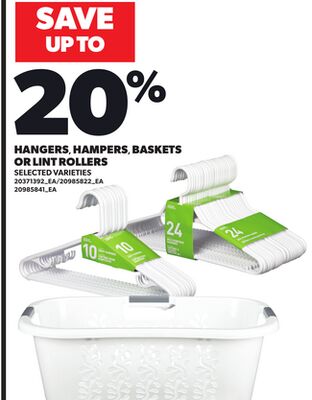 SAVE
UP TO
20%
HANGERS, HAMPERS, BASKETS
OR LINT ROLLERS
SELECTED VARIETIES
20371392_EA/20985822_EA
20985841_EA
10
10
24
24